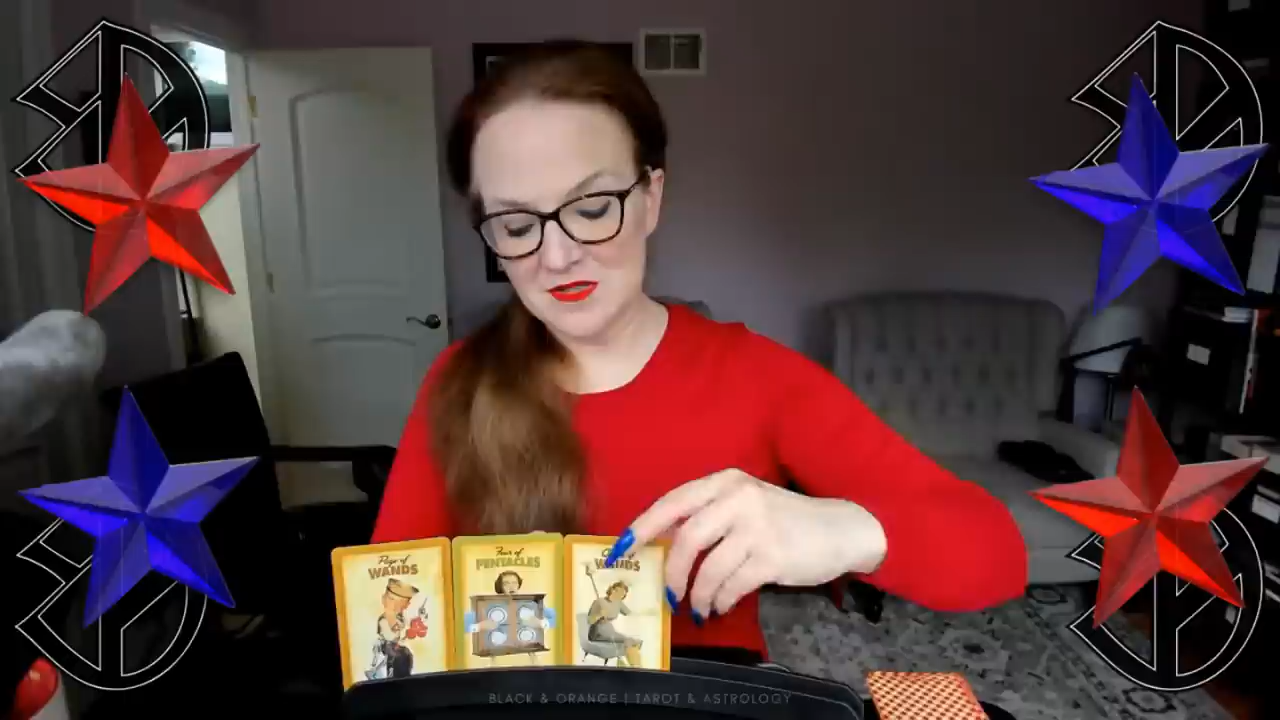 Page of
WANDS
Four of
PENTACLES
WANDS
BLACK & ORANGE | TAROT & ASTROLOGY